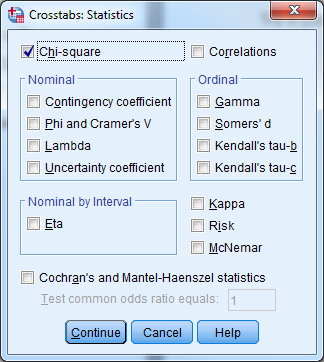 Crosstabs: Statistics
Chi-square
Correlations
Nominal
Contingency coefficient
Phi and Cramer's V
Lambda
Uncertainty coefficient
Ordinal
Gamma
Somers' d
Kendall's tau-b
Kendall's tau-c
Nominal by Interval
Eta
Kappa
Risk
McNemar
Cochran's and Mantel-Haenszel statistics
Test common odds ratio equals: 1
Continue Cancel Help